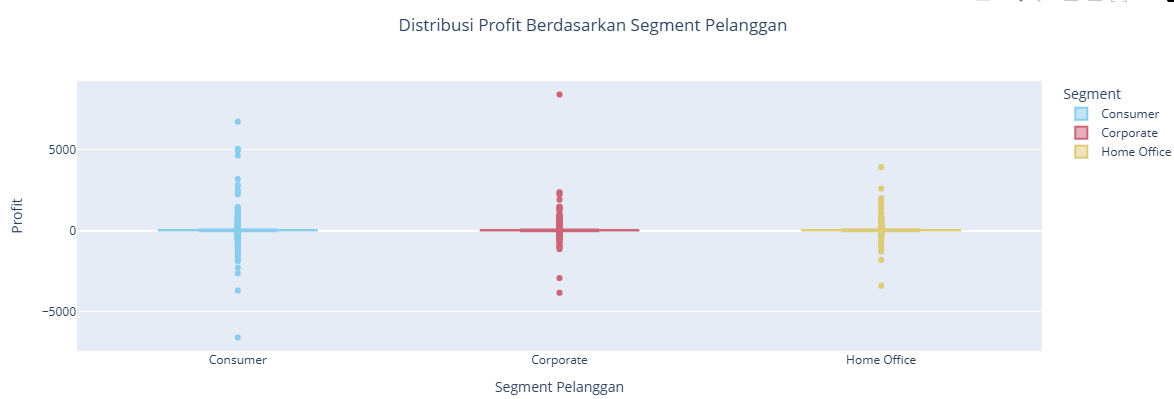 Distribusi Profit Berdasarkan Segment Pelanggan
Segment
Consumer
Corporate
Home Office
Profit
5000
0
−5000
Consumer
Corporate
Home Office
Segment Pelanggan